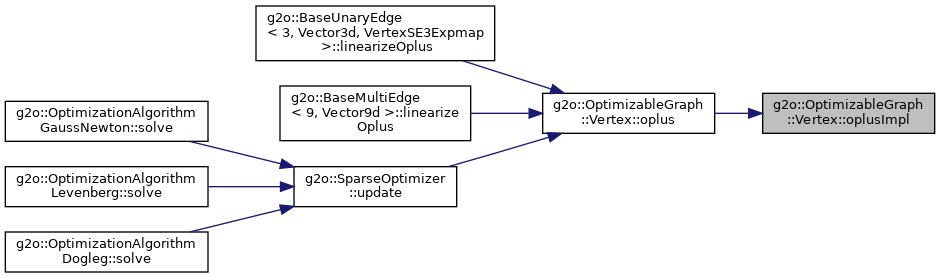 g2o::BaseUnaryEdge
< 3, Vector3d, VertexSE3Expmap
>::linearizeOplus
g2o::BaseMultiEdge
< 9, Vector9d >::linearize
Oplus
g2o::OptimizableGraph
::Vertex::oplus
g2o::OptimizableGraph
::Vertex::oplusImpl
g2o::OptimizationAlgorithm
GaussNewton::solve
g2o::OptimizationAlgorithm
Levenberg::solve
g2o::SparseOptimizer
::update
g2o::OptimizationAlgorithm
Dogleg::solve